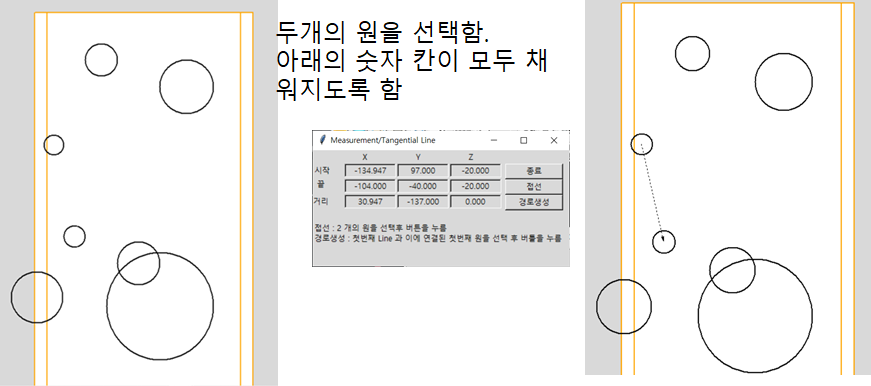 두개의 원을 선택함.
아래의 숫자 칸이 모두 채
워지도록 함
Measurement/Tangential Line
X Y Z
시작 -134.947 97.000 -20.000 종료
끝 -104.000 -40.000 -20.000 접선
거리 30.947 -137.000 0.000 경로생성
접선 : 2 개의 원을 선택후 버튼을 누름
경로생성 : 첫번째 Line 과 이에 연결된 첫번째 원을 선택 후 버틀을 누름